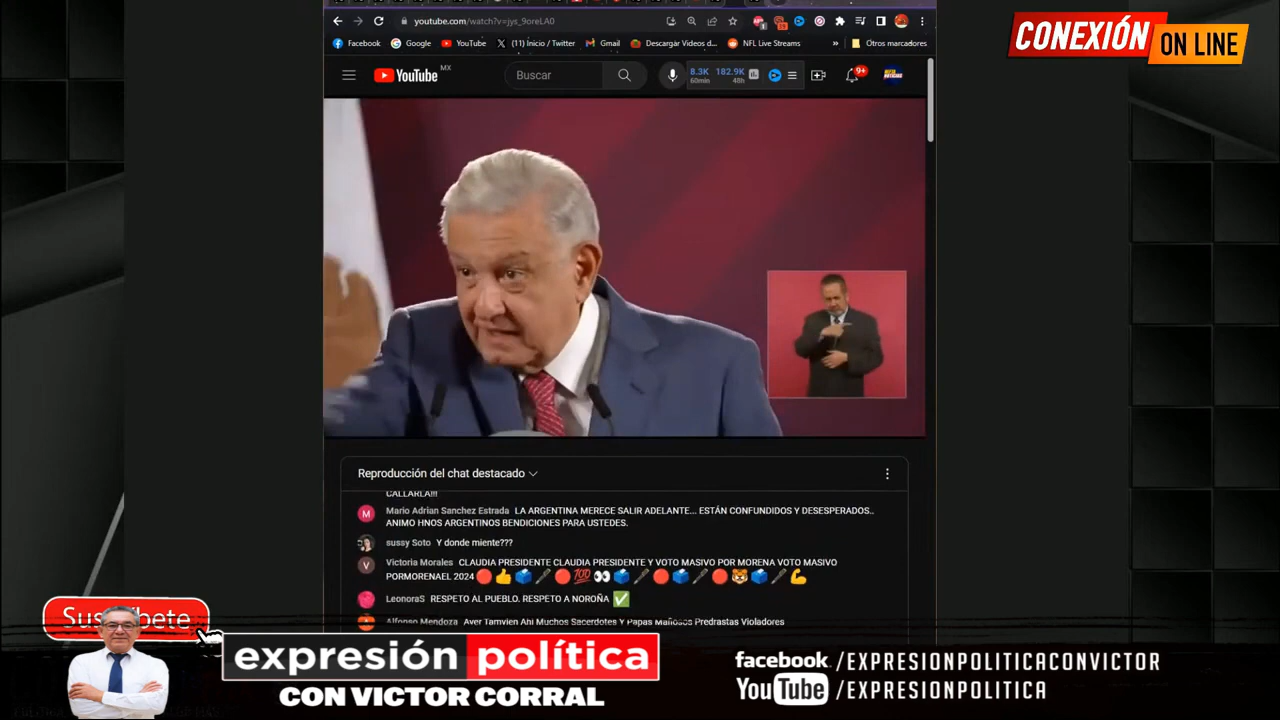 youtube.com/watch?v=jys_9oreLA0
CONEXIÓN ON LINE
Facebook Google YouTube (11) Inicio / Twitter Gmail Descargar Videos d... NFL Live Streams » Otros marcadores
YouTube MX
Buscar
8.3K 182.9K
60min 48h
9+
Reproducción del chat destacado
CALLARLA!!!
Mario Adrian Sanchez Estrada LA ARGENTINA MERECE SALIR ADELANTE... ESTÁN CONFUNDIDOS Y DESESPERADOS..
ANIMO HNOS ARGENTINOS BENDICIONES PARA USTEDES.
sussy Soto Y donde miente???
Victoria Morales CLAUDIA PRESIDENTE CLAUDIA PRESIDENTE Y VOTO MASIVO POR MORENA VOTO MASIVO
PORMORENAEL 2024 🔴👍🗳️🖊️🔴💯👀🗳️🖊️🔴🗳️🖊️🔴🐯🗳️🖊️💪
LeonoraS RESPETO AL PUEBLO. RESPETO A NOROÑA ✅
Alfonso Mendoza Ayer Tamvien Ahi Muchos Sacerdotes Y Papas Mañosos Predrastas Violadores
expresión política
CON VICTOR CORRAL
facebook /EXPRESIONPOLITICACONVICTOR
YouTube /EXPRESIONPOLITICA